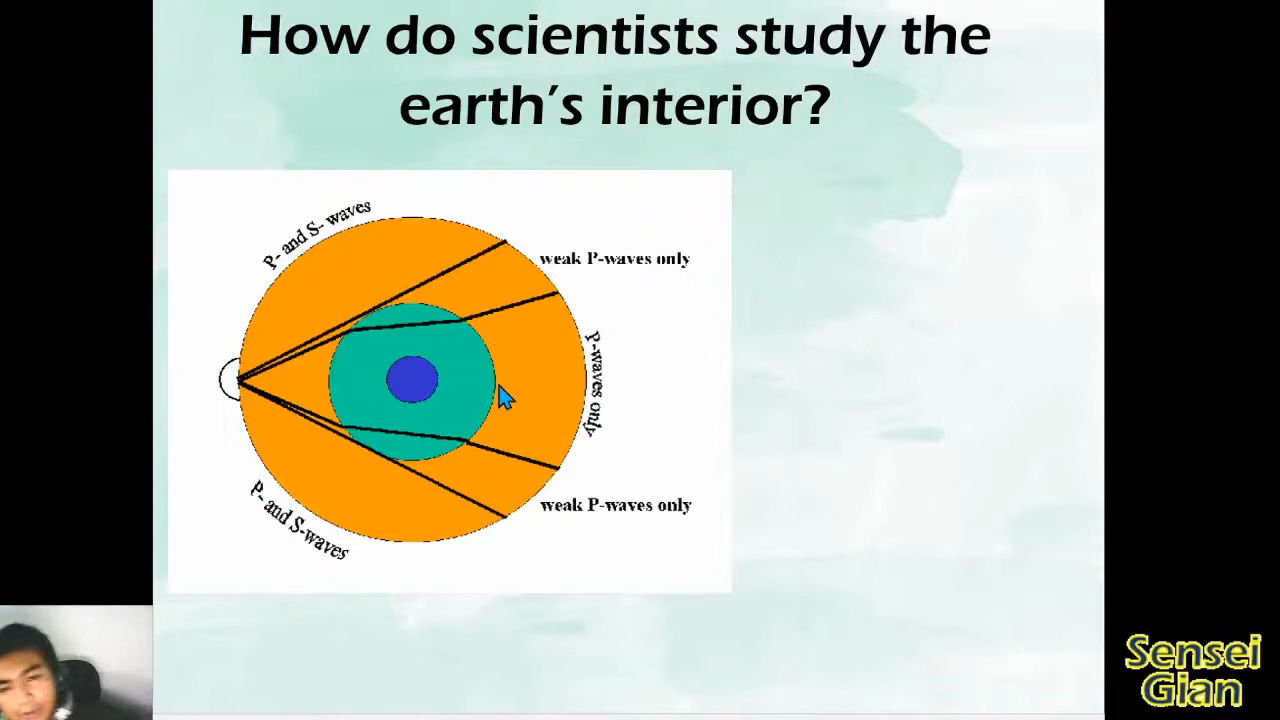 How do scientists study the
earth's interior?
P- and S- waves
weak P-waves only
P-waves only
weak P-waves only
P- and S-waves
Sensei
Gian